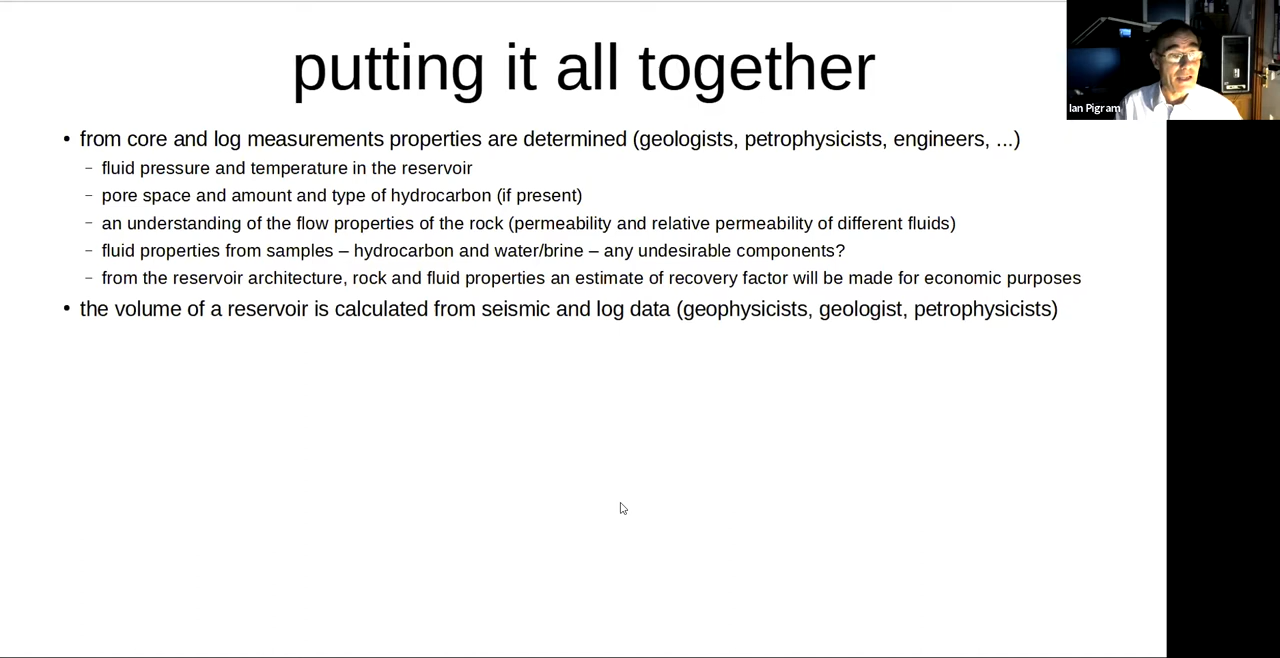 putting it all together
Ian Pigram
• from core and log measurements properties are determined (geologists, petrophysicists, engineers, ...)
– fluid pressure and temperature in the reservoir
– pore space and amount and type of hydrocarbon (if present)
– an understanding of the flow properties of the rock (permeability and relative permeability of different fluids)
– fluid properties from samples – hydrocarbon and water/brine – any undesirable components?
– from the reservoir architecture, rock and fluid properties an estimate of recovery factor will be made for economic purposes
• the volume of a reservoir is calculated from seismic and log data (geophysicists, geologist, petrophysicists)